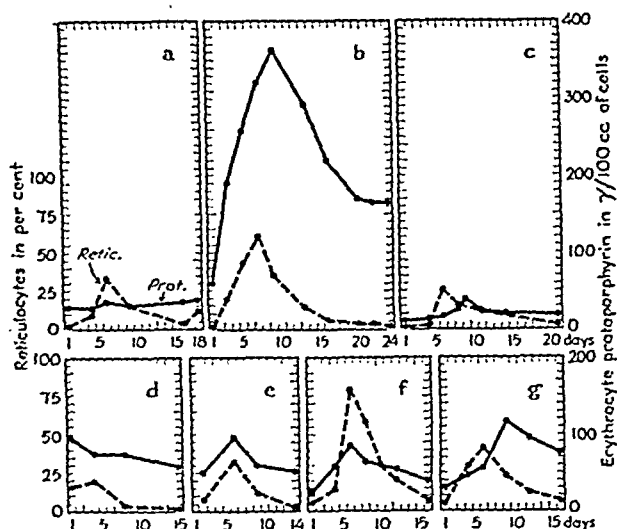 400
a b c
350
300
250
200
100
75
50
25
0
Retic.
Prot.
100
0
1 5 10 15 18
1 5 10 15 20 24
1 5 10 15 20 days
100
75
50
25
0
d e f g
200
100
0
1 5 10 15
1 5 10 14
1 5 10 15
1 5 10 15 days
Reticulocytes in per cent
Erythrocyte protoporphyrin in γ/100 cc of cells